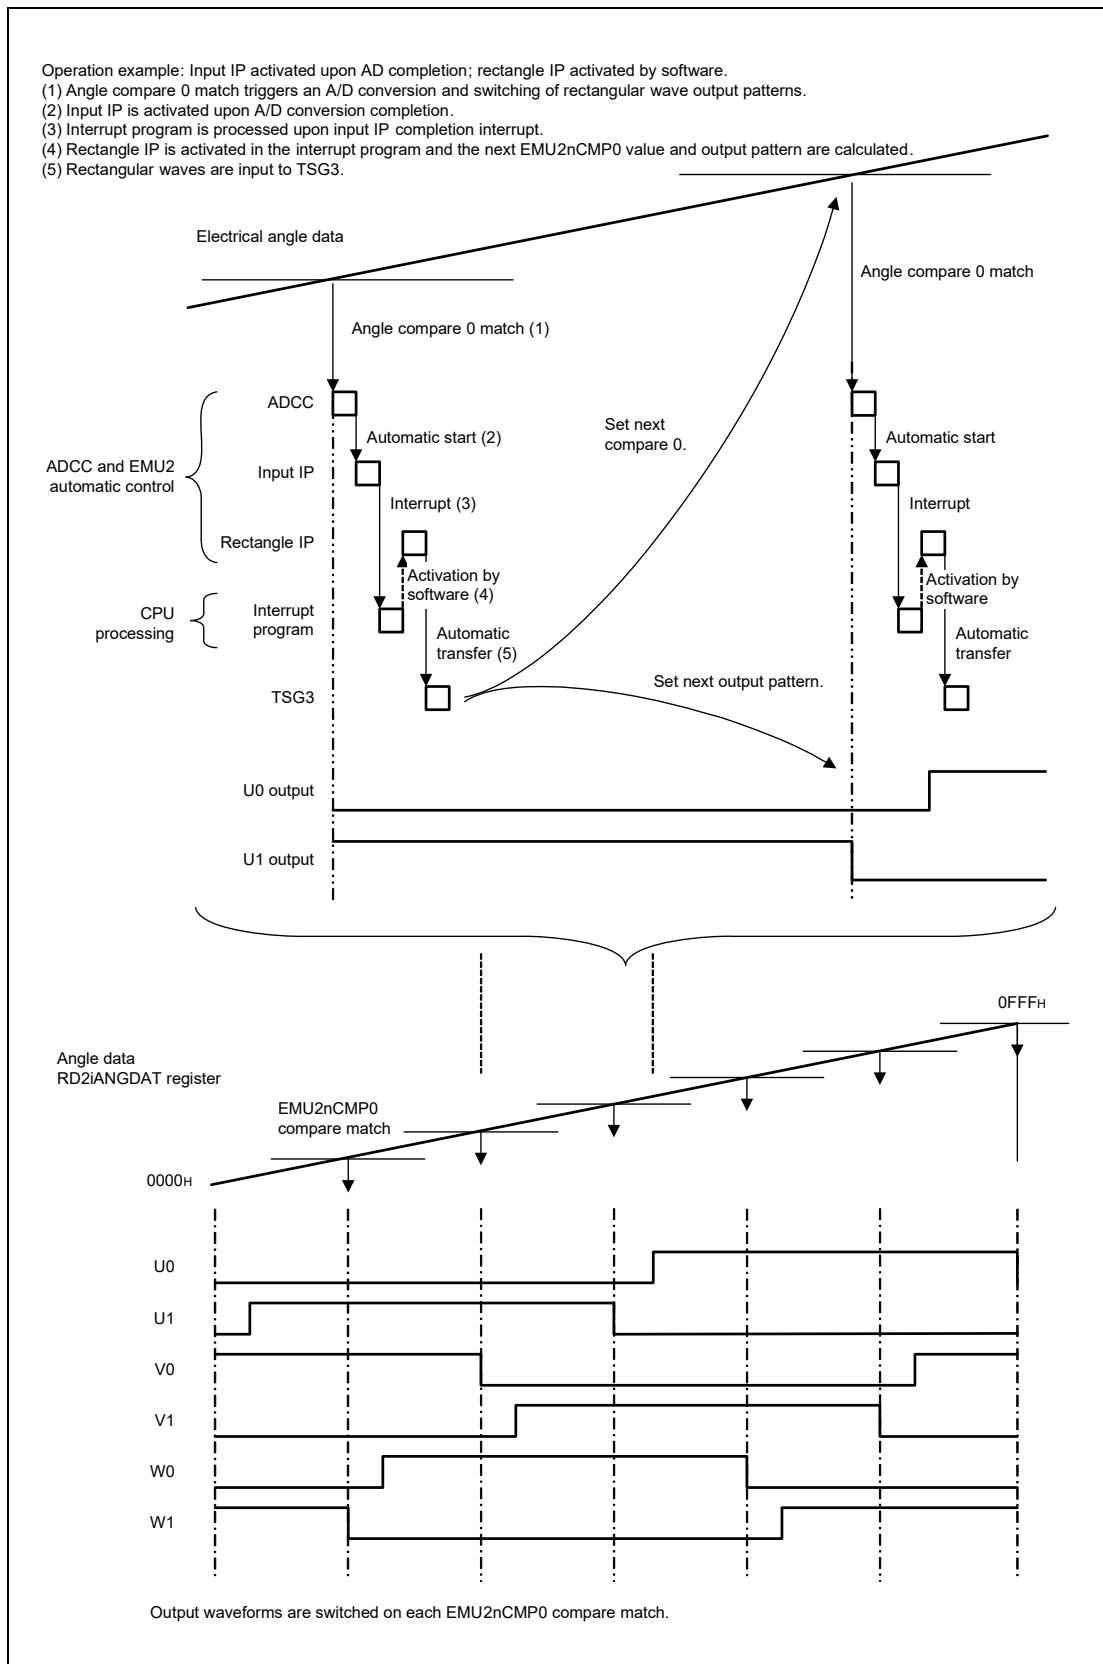 Operation example: Input IP activated upon AD completion; rectangle IP activated by software.
(1) Angle compare 0 match triggers an A/D conversion and switching of rectangular wave output patterns.
(2) Input IP is activated upon A/D conversion completion.
(3) Interrupt program is processed upon input IP completion interrupt.
(4) Rectangle IP is activated in the interrupt program and the next EMU2nCMP0 value and output pattern are calculated.
(5) Rectangular waves are input to TSG3.
Electrical angle data
Angle compare 0 match
Angle compare 0 match (1)
ADCC
Set next
compare 0.
Automatic start (2)
Automatic start
ADCC and EMU2
automatic control
Input IP
Interrupt (3)
Interrupt
Rectangle IP
Activation by
software (4)
Activation by
software
CPU
processing
Interrupt
program
Automatic
transfer (5)
Automatic
transfer
Set next output pattern.
TSG3
U0 output
U1 output
0FFFH
Angle data
RD2iANGDAT register
EMU2nCMP0
compare match
0000H
U0
U1
V0
V1
W0
W1
Output waveforms are switched on each EMU2nCMP0 compare match.